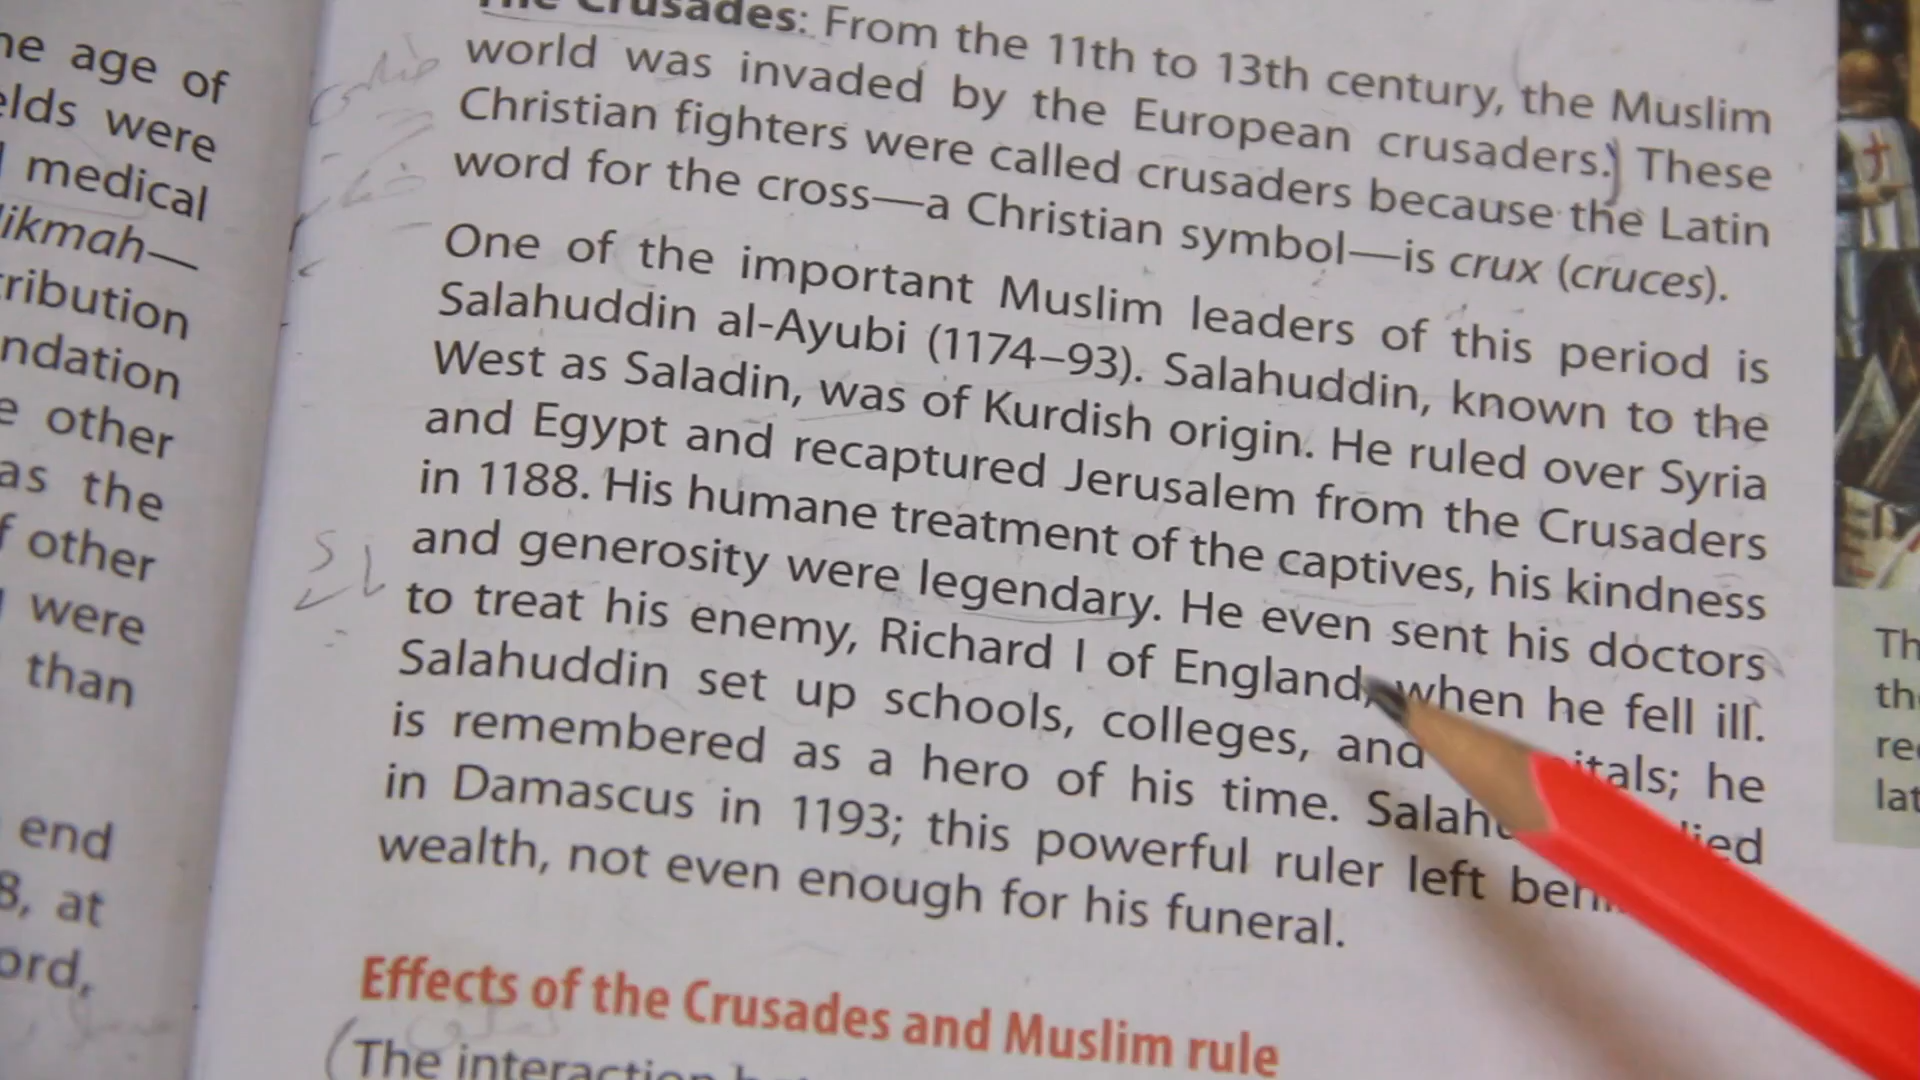 ne age of
elds were
medical
ikmah—
ribution
ndation
e other
as the
f other
were
than
end
8, at
ord,
The Crusades: From the 11th to 13th century, the Muslim
world was invaded by the European crusaders. These
Christian fighters were called crusaders because the Latin
word for the cross—a Christian symbol—is crux (cruces).
One of the important Muslim leaders of this period is
Salahuddin al-Ayubi (1174–93). Salahuddin, known to the
West as Saladin, was of Kurdish origin. He ruled over Syria
and Egypt and recaptured Jerusalem from the Crusaders
in 1188. His humane treatment of the captives, his kindness
and generosity were legendary. He even sent his doctors
to treat his enemy, Richard I of England, when he fell ill.
Salahuddin set up schools, colleges, and itals; he
is remembered as a hero of his time. Salahu ied
in Damascus in 1193; this powerful ruler left behin
wealth, not even enough for his funeral.
Effects of the Crusades and Muslim rule
(The interaction
Th
the
re
lat